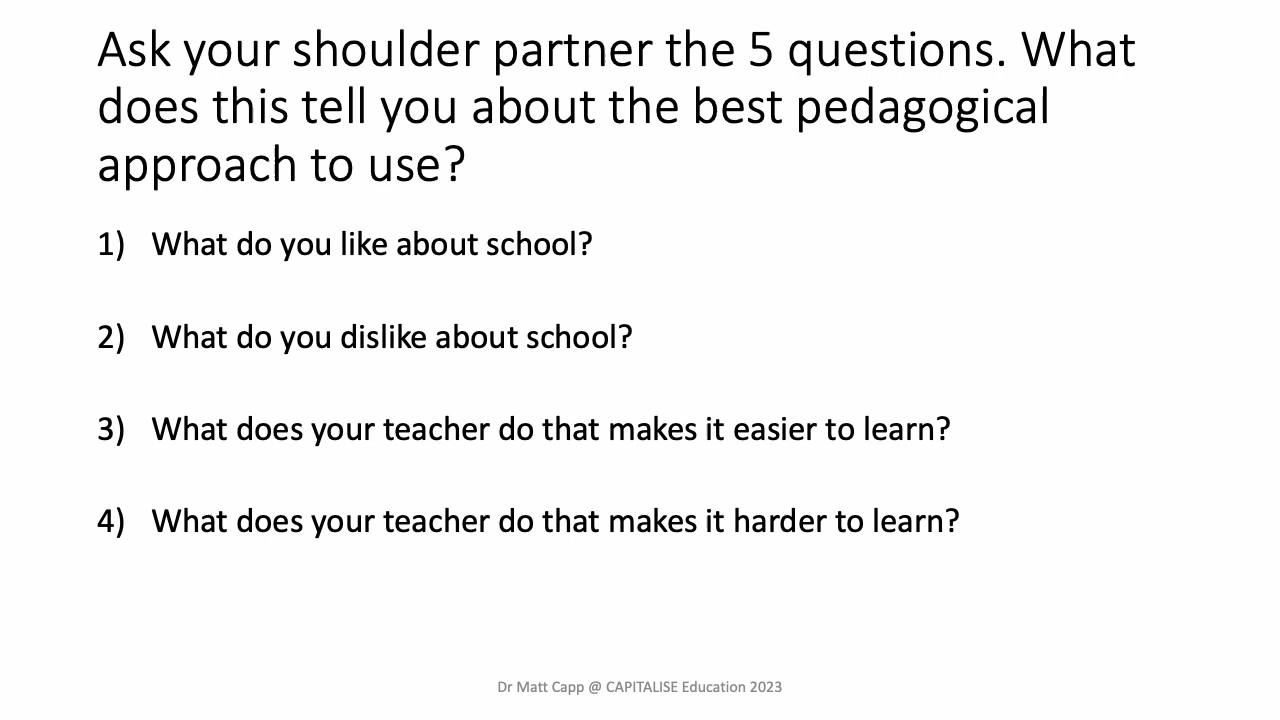 Ask your shoulder partner the 5 questions. What
does this tell you about the best pedagogical
approach to use?
1) What do you like about school?
2) What do you dislike about school?
3) What does your teacher do that makes it easier to learn?
4) What does your teacher do that makes it harder to learn?
Dr Matt Capp @ CAPITALISE Education 2023